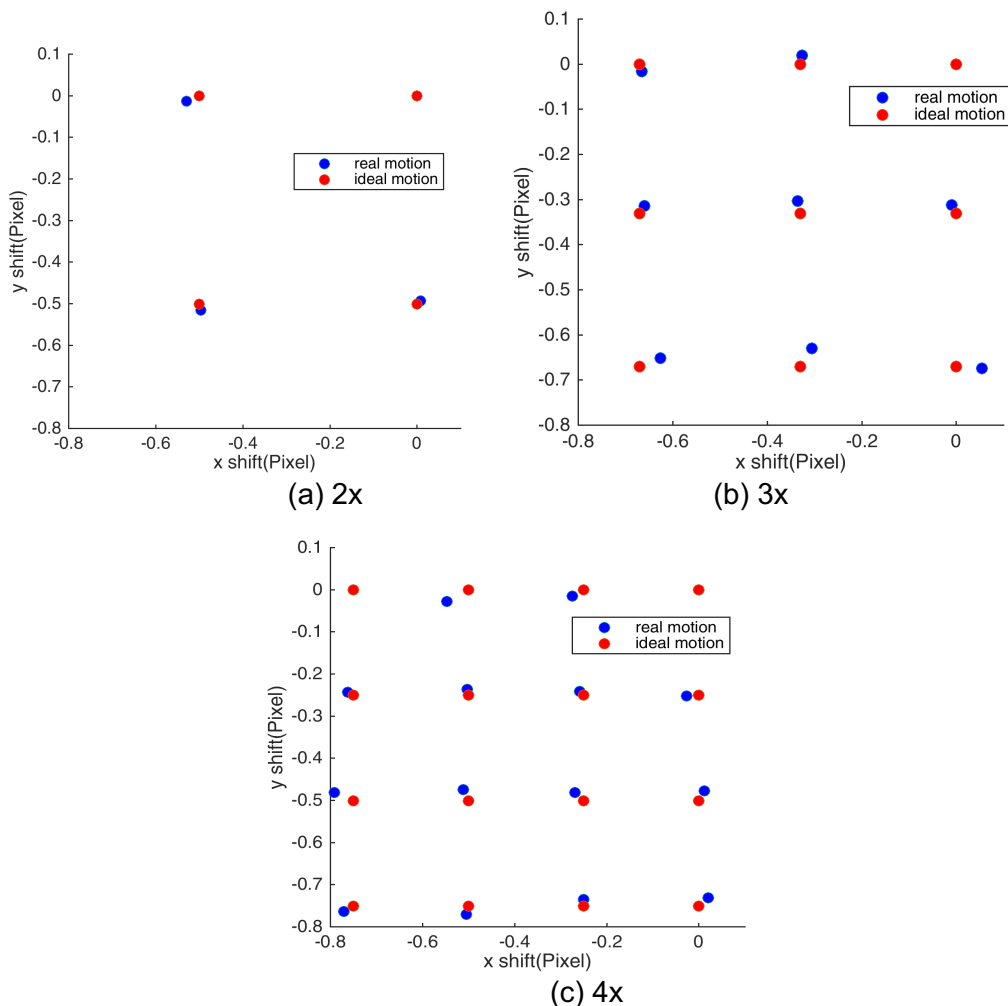 0.1
0
-0.1
-0.2
-0.3
-0.4
-0.5
-0.6
-0.7
-0.8
y shift(Pixel)
real motion
ideal motion
-0.8 -0.6 -0.4 -0.2 0
x shift(Pixel)
(a) 2x
0.1
0
-0.1
-0.2
-0.3
-0.4
-0.5
-0.6
-0.7
-0.8
y shift(Pixel)
real motion
ideal motion
-0.8 -0.6 -0.4 -0.2 0
x shift(Pixel)
(b) 3x
0.1
0
-0.1
-0.2
-0.3
-0.4
-0.5
-0.6
-0.7
-0.8
y shift(Pixel)
real motion
ideal motion
-0.8 -0.6 -0.4 -0.2 0
x shift(Pixel)
(c) 4x